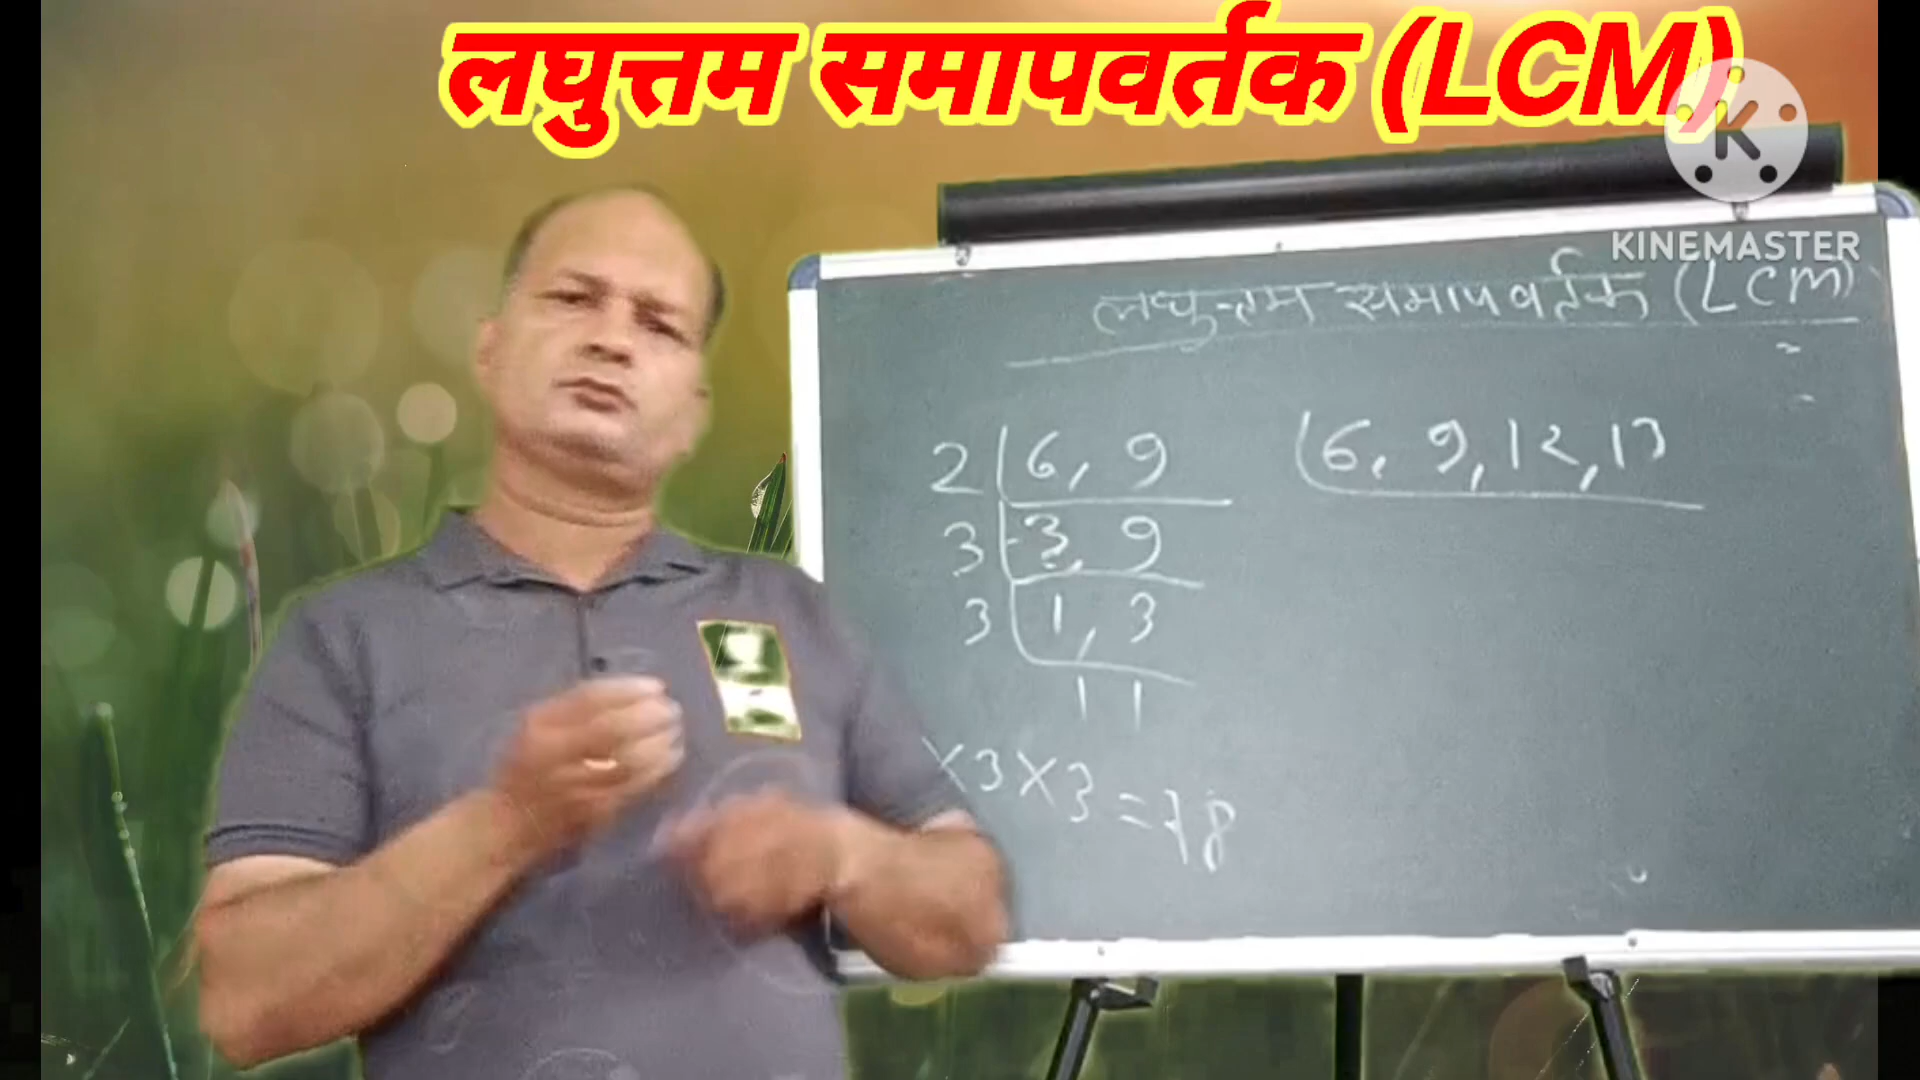 लघुत्तम समापवर्तक (LCM)
KINEMASTER
लघुत्तम समापवर्तक (LCM)
2 | 6, 9
3 | 3, 9
3 | 1, 3
1 1
×3×3=18
(6, 9, 12, 13